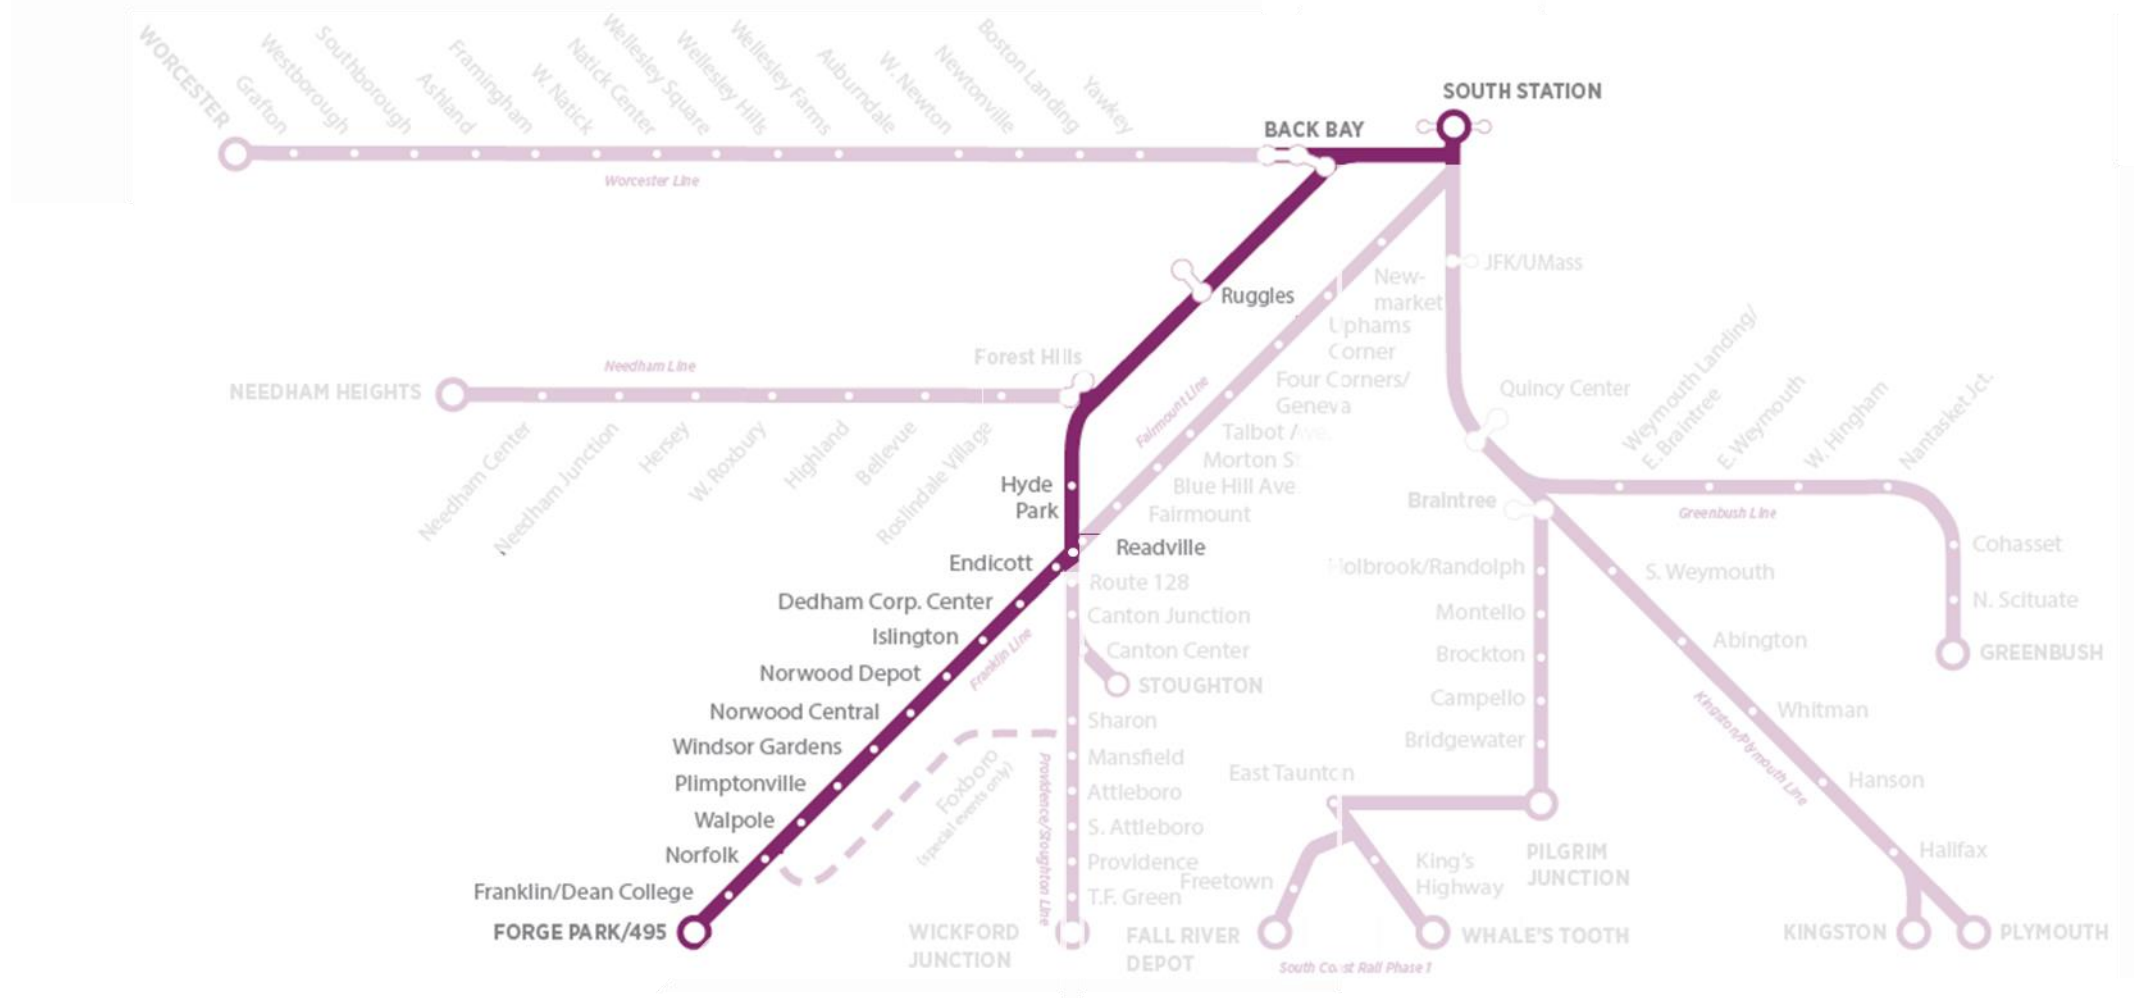 WORCESTER
Grafton
Westborough
Southborough
Ashland
Framingham
W. Natick
Natick Center
Wellesley Square
Wellesley Hills
Wellesley Farms
Auburndale
W. Newton
Newtonville
Boston Landing
Yawkey
SOUTH STATION
BACK BAY
Worcester Line
Ruggles
JFK/UMass
New-
market
Uphams
Corner
Forest Hills
Needham Line
NEEDHAM HEIGHTS
Four Corners/
Geneva
Fairmount Line
Quincy Center
Weymouth Landing/
E. Braintree
E. Weymouth
W. Hingham
Nantasket Jct.
Needham Center
Needham Junction
Hersey
W. Roxbury
Highland
Bellevue
Roslindale Village
Talbot Ave.
Morton S
Blue Hill Ave.
Fairmount
Hyde
Park
Braintree
Greenbush Line
Readville
Endicott
Route 128
Holbrook/Randolph
S. Weymouth
Cohasset
Dedham Corp. Center
Canton Junction
Montello
N. Scituate
Islington
Franklin Line
Canton Center
Brockton
Abington
GREENBUSH
Norwood Depot
STOUGHTON
Campello
Norwood Central
Sharon
Bridgewater
Whitman
Kingston/Plymouth Line
Windsor Gardens
Mansfield
East Taunton
Plimptonville
Foxboro
(special events only)
Providence/Stoughton Line
Attleboro
Hanson
Walpole
S. Attleboro
Norfolk
Providence
King's
Highway
PILGRIM
JUNCTION
Halifax
Franklin/Dean College
T.F. Green
Freetown
FORGE PARK/495
WICKFORD
JUNCTION
FALL RIVER
DEPOT
WHALE'S TOOTH
KINGSTON
PLYMOUTH
South Coast Rail Phase 1